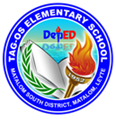 TAG-OS ELEMENTARY SCHOOL
DepED
MATALOM SOUTH DISTRICT, MATALOM, LEYTE